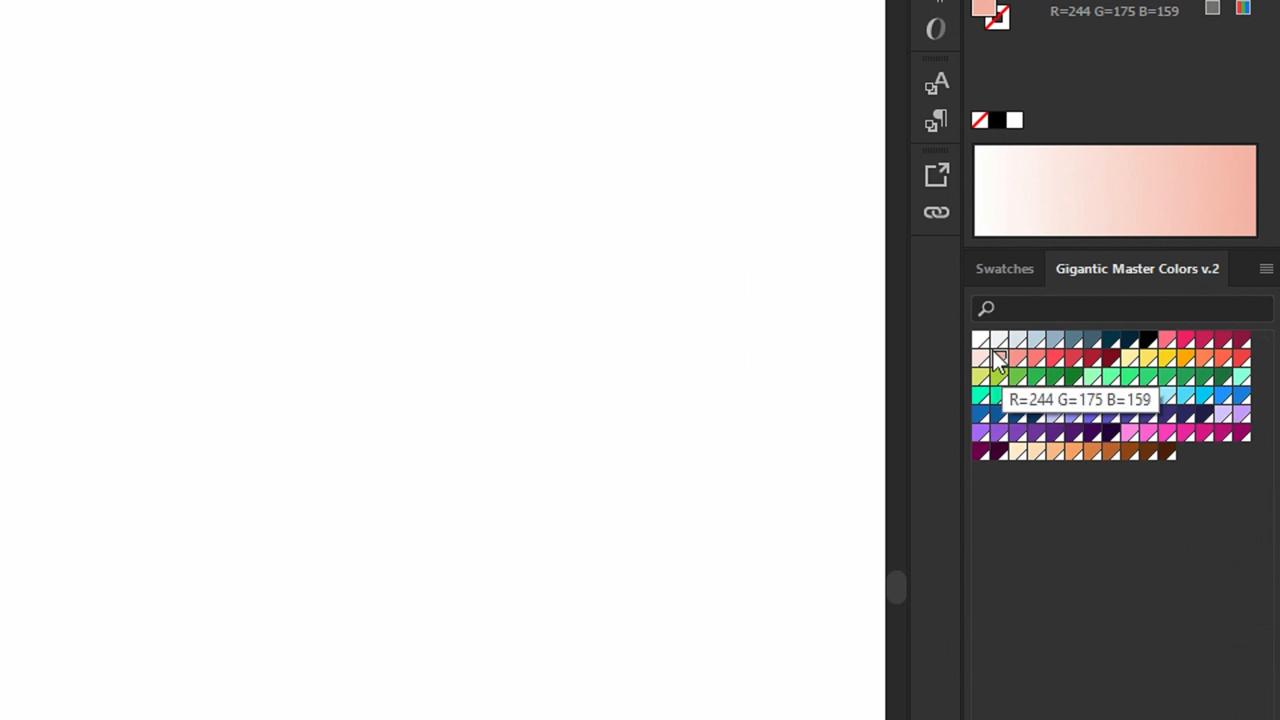 R=244 G=175 B=159
Swatches
Gigantic Master Colors v.2
R=244 G=175 B=159